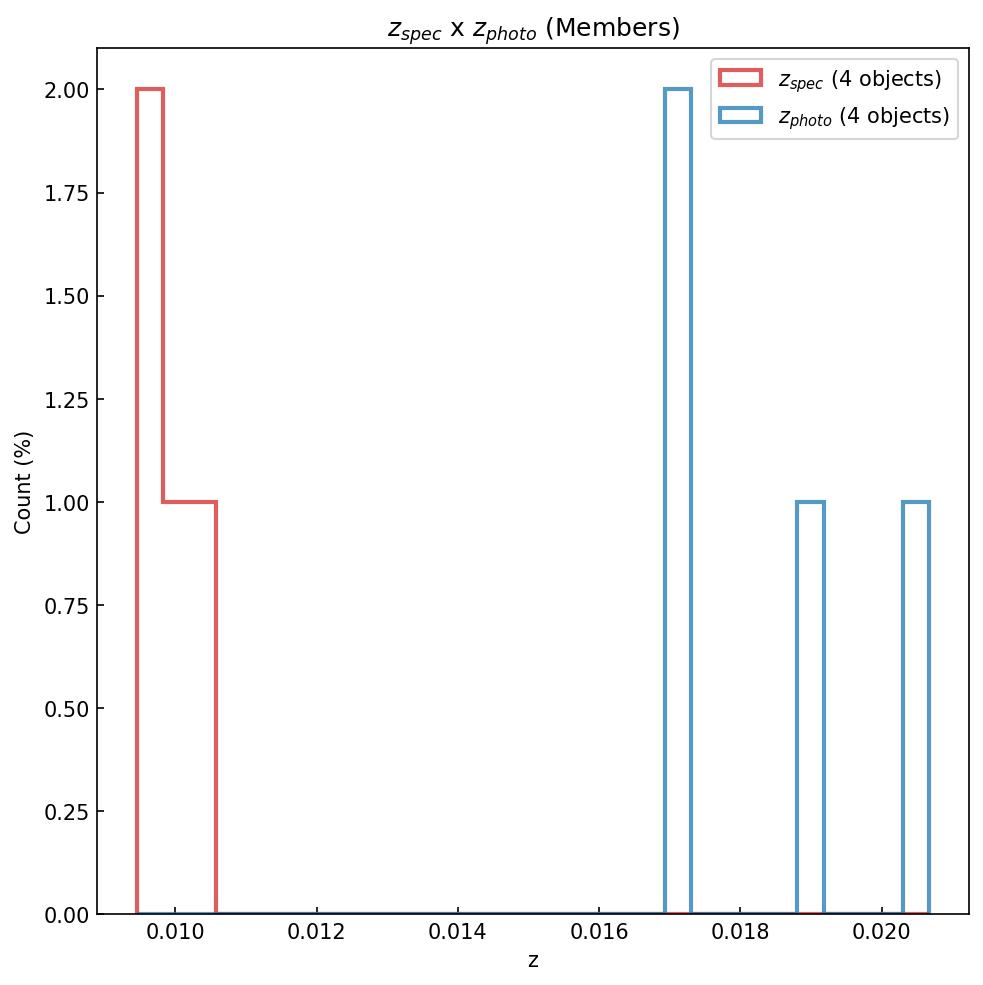 z_spec x z_photo (Members)
z_spec (4 objects)
z_photo (4 objects)
Count (%)
2.00
1.75
1.50
1.25
1.00
0.75
0.50
0.25
0.00
0.010 0.012 0.014 0.016 0.018 0.020
z